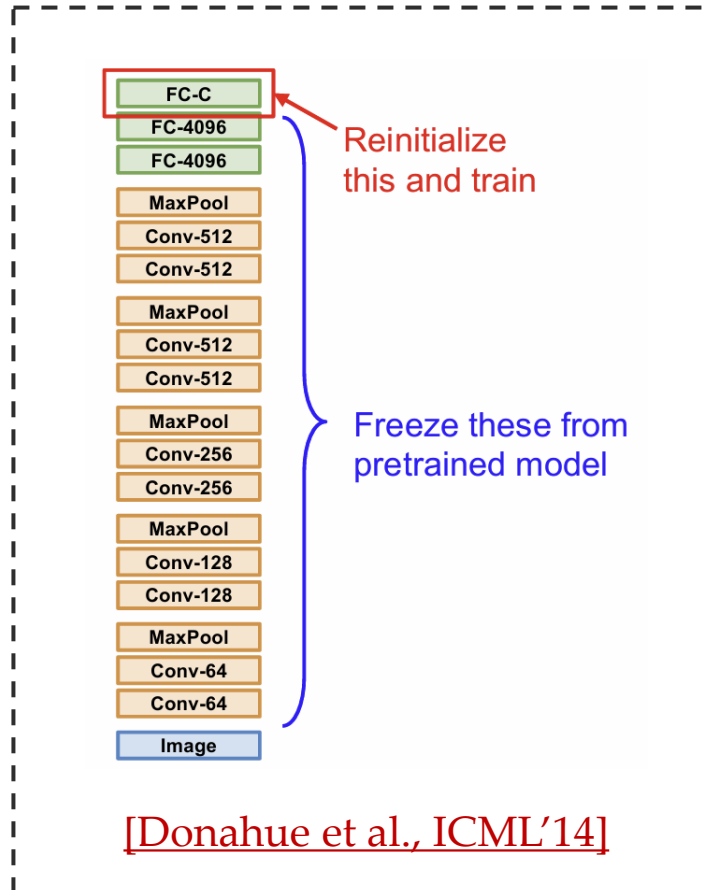 FC-C
FC-4096
FC-4096
Reinitialize
this and train
MaxPool
Conv-512
Conv-512
MaxPool
Conv-512
Conv-512
MaxPool
Conv-256
Conv-256
Freeze these from
pretrained model
MaxPool
Conv-128
Conv-128
MaxPool
Conv-64
Conv-64
Image
[Donahue et al., ICML’14]